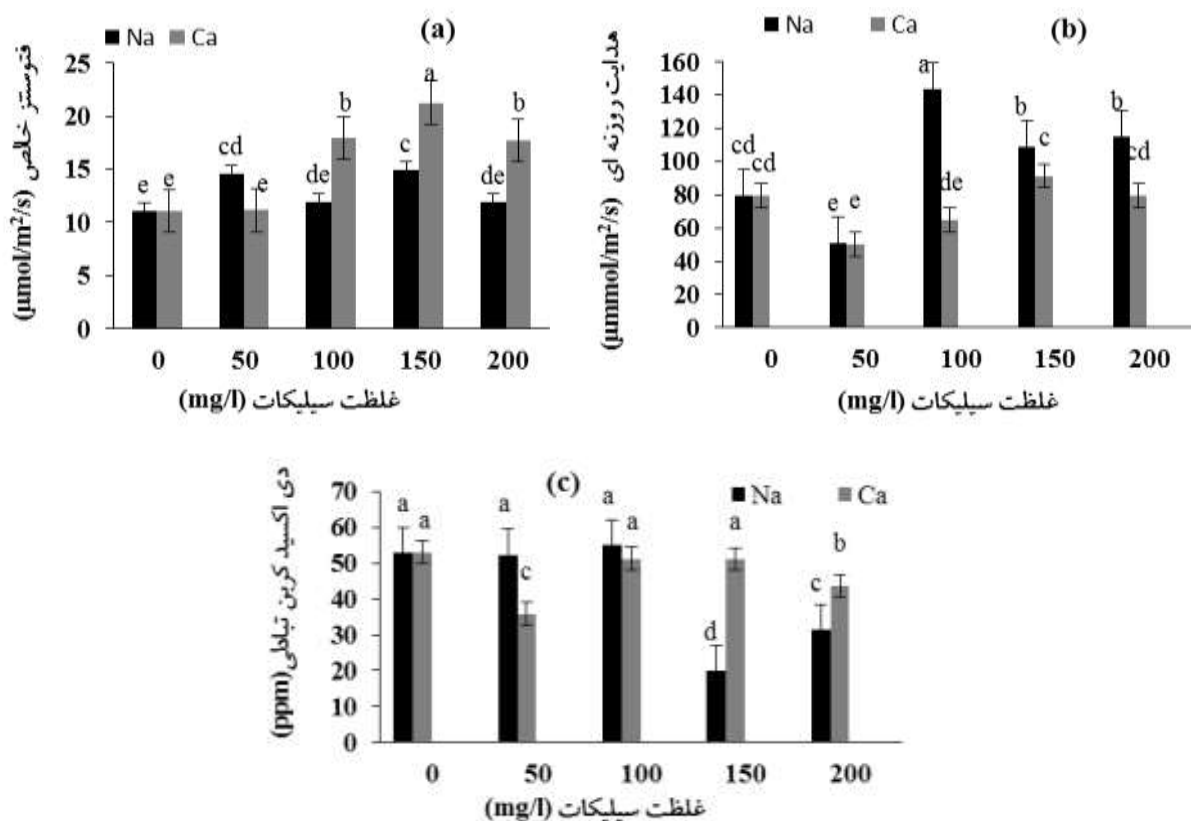 (a)
Na Ca
فتوسنتز خالص (μmol/m²/s)
25
20
15
10
5
0
e e cd e de b c a de b
0 50 100 150 200
غلظت سیلیکات (mg/l)
(b)
Na Ca
هدایت روزنه ای (μmmol/m²/s)
160
140
120
100
80
60
40
20
0
cd cd e e a de b c b cd
0 50 100 150 200
غلظت سیلیکات (mg/l)
(c)
Na Ca
دی اکسید کربن تبادلی (ppm)
70
60
50
40
30
20
10
0
a a a c a a d a c b
0 50 100 150 200
غلظت سیلیکات (mg/l)